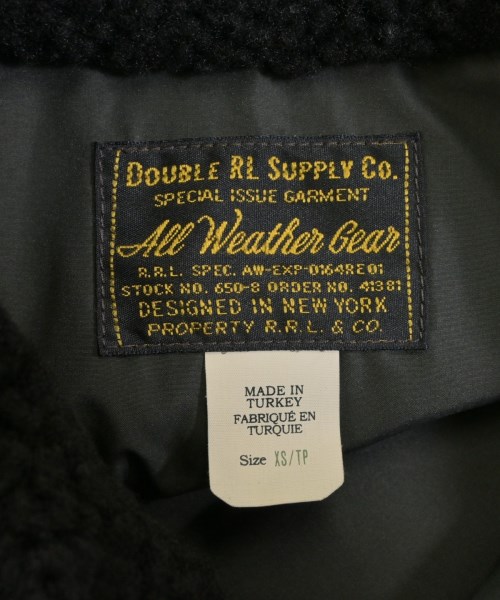 DOUBLE RL SUPPLY CO.
SPECIAL ISSUE GARMENT
All Weather Gear
R.R.L. SPEC. AW-EXP-0164RE01
STOCK NO. 650-8 ORDER NO. 41381
DESIGNED IN NEW YORK
PROPERTY R.R.L. & CO.
MADE IN
TURKEY
FABRIQUÉ EN
TURQUIE
Size XS/TP